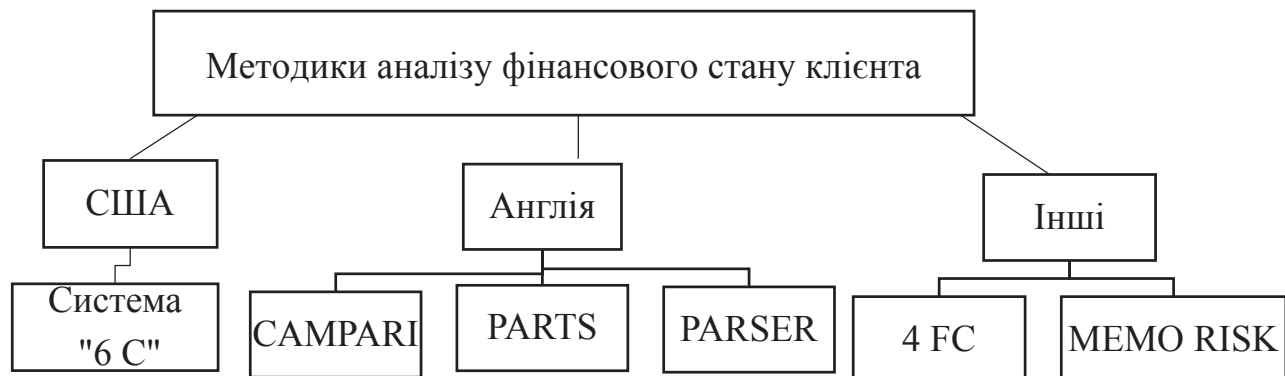 Методики аналізу фінансового стану клієнта
США
Англія
Інші
Система
"6 С"
CAMPARI
PARTS
PARSER
4 FC
MEMO RISK